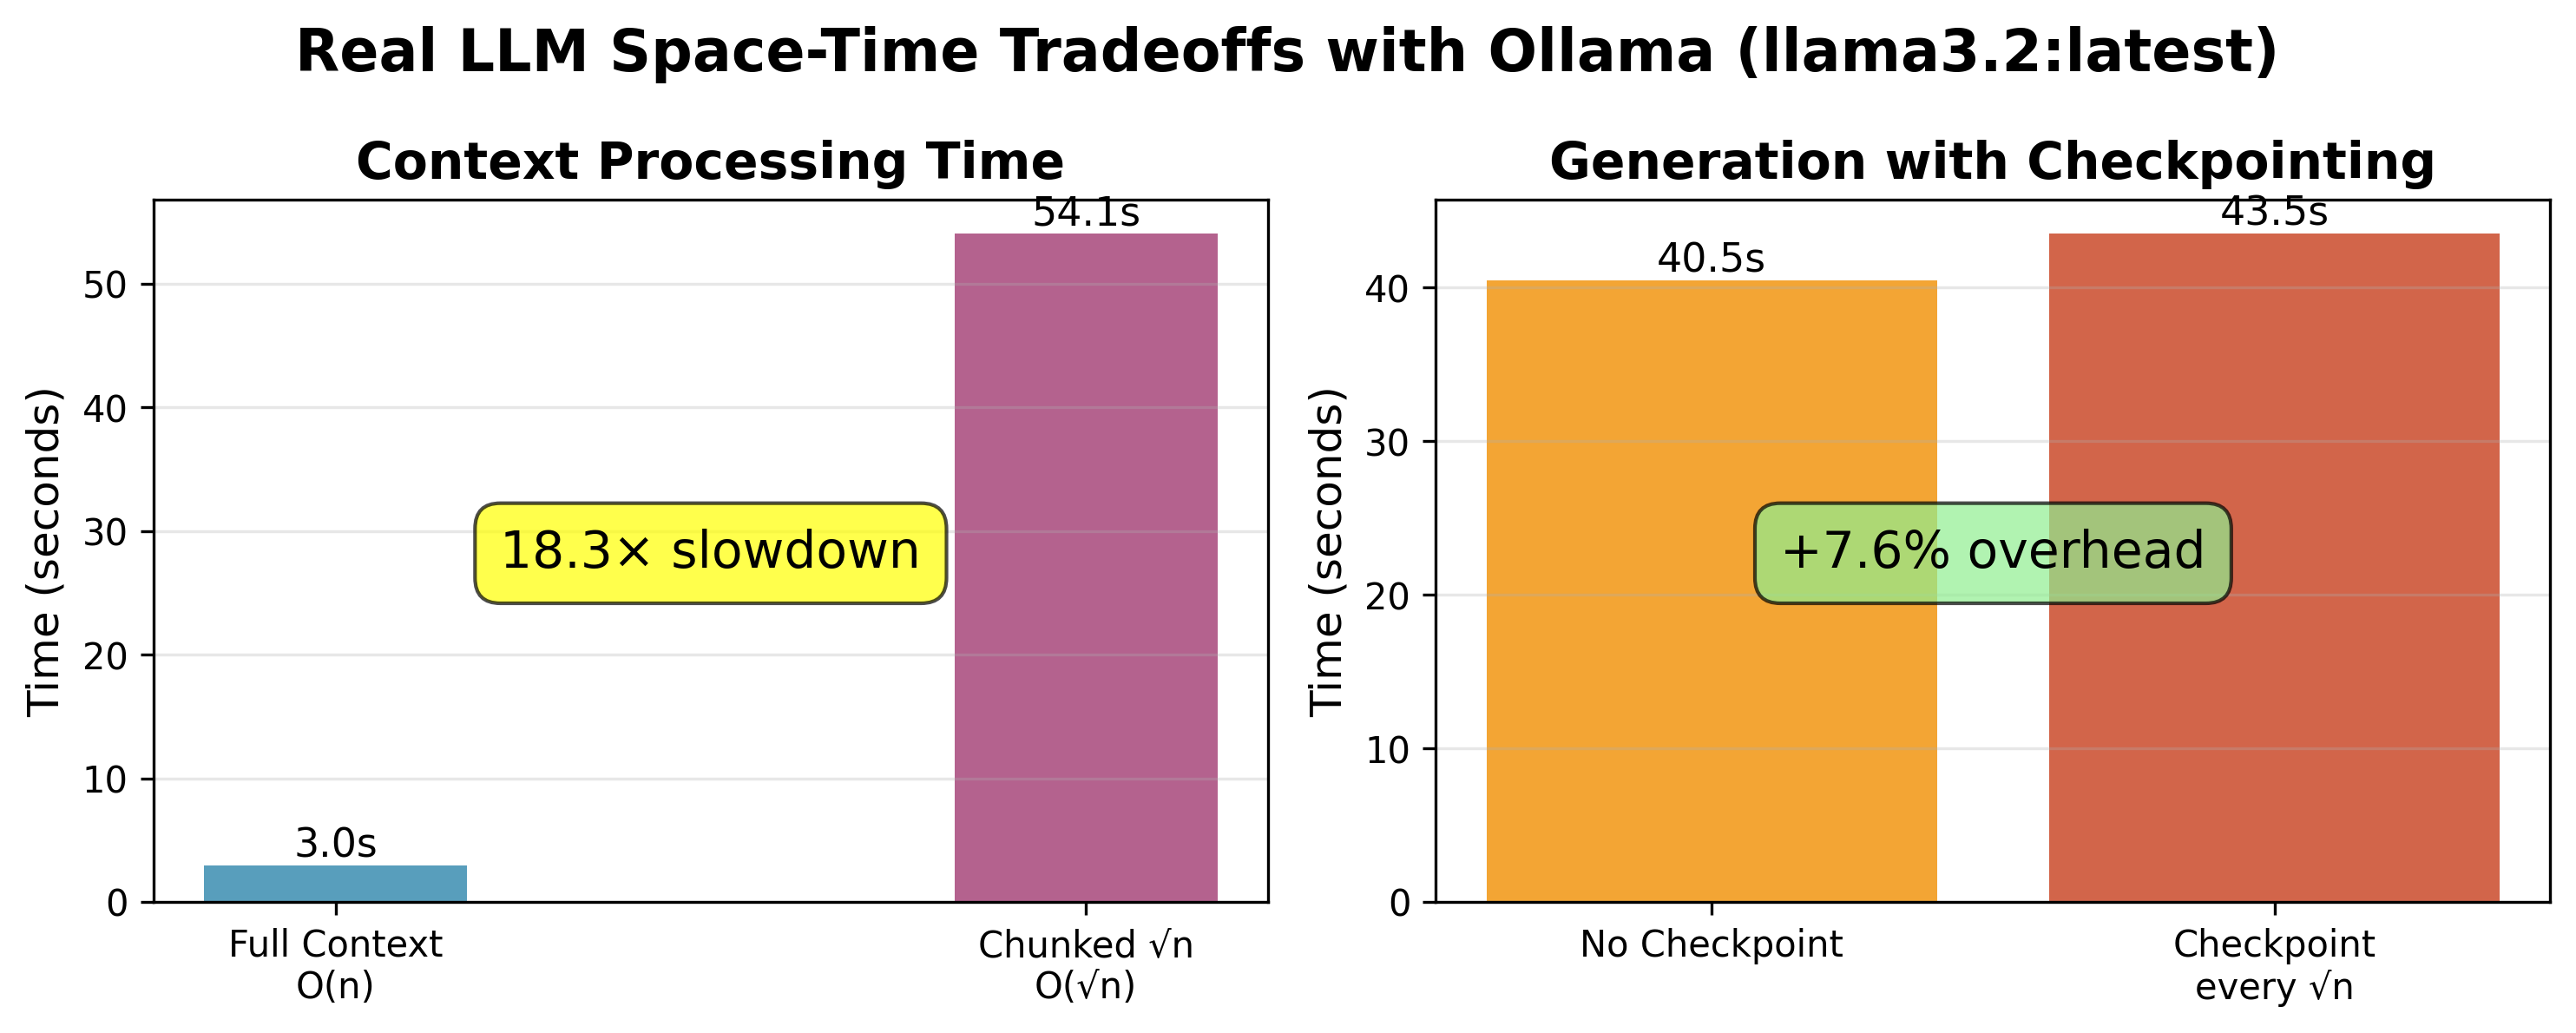 Real LLM Space-Time Tradeoffs with Ollama (llama3.2:latest)
Context Processing Time
Time (seconds)
50
40
30
20
10
0
54.1s
18.3× slowdown
3.0s
Full Context
O(n)
Chunked √n
O(√n)
Generation with Checkpointing
Time (seconds)
40
30
20
10
0
43.5s
40.5s
+7.6% overhead
No Checkpoint
Checkpoint
every √n